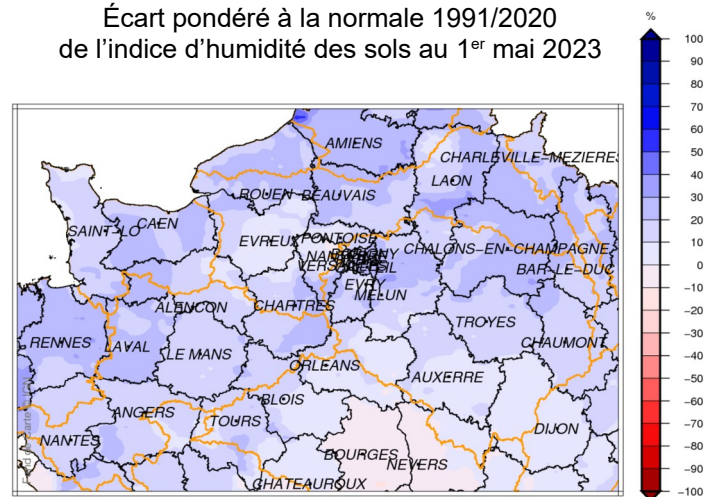 Écart pondéré à la normale 1991/2020
de l'indice d'humidité des sols au 1er mai 2023
%
100
90
80
70
60
50
40
30
20
10
0
−10
−20
−30
−40
−50
−60
−70
−80
−90
−100
AMIENS
CHARLEVILLE−MEZIERES
LAON
ROUEN BEAUVAIS
SAINT−LO CAEN
EVREUX PONTOISE
CHALONS−EN−CHAMPAGNE
BAR−LE−DUC
EVRY
MELUN
ALENCON CHARTRES
TROYES
RENNES LAVAL LE MANS
CHAUMONT
ORLEANS
AUXERRE
BLOIS
ANGERS
TOURS
DIJON
NANTES
BOURGES
NEVERS
CHATEAUROUX